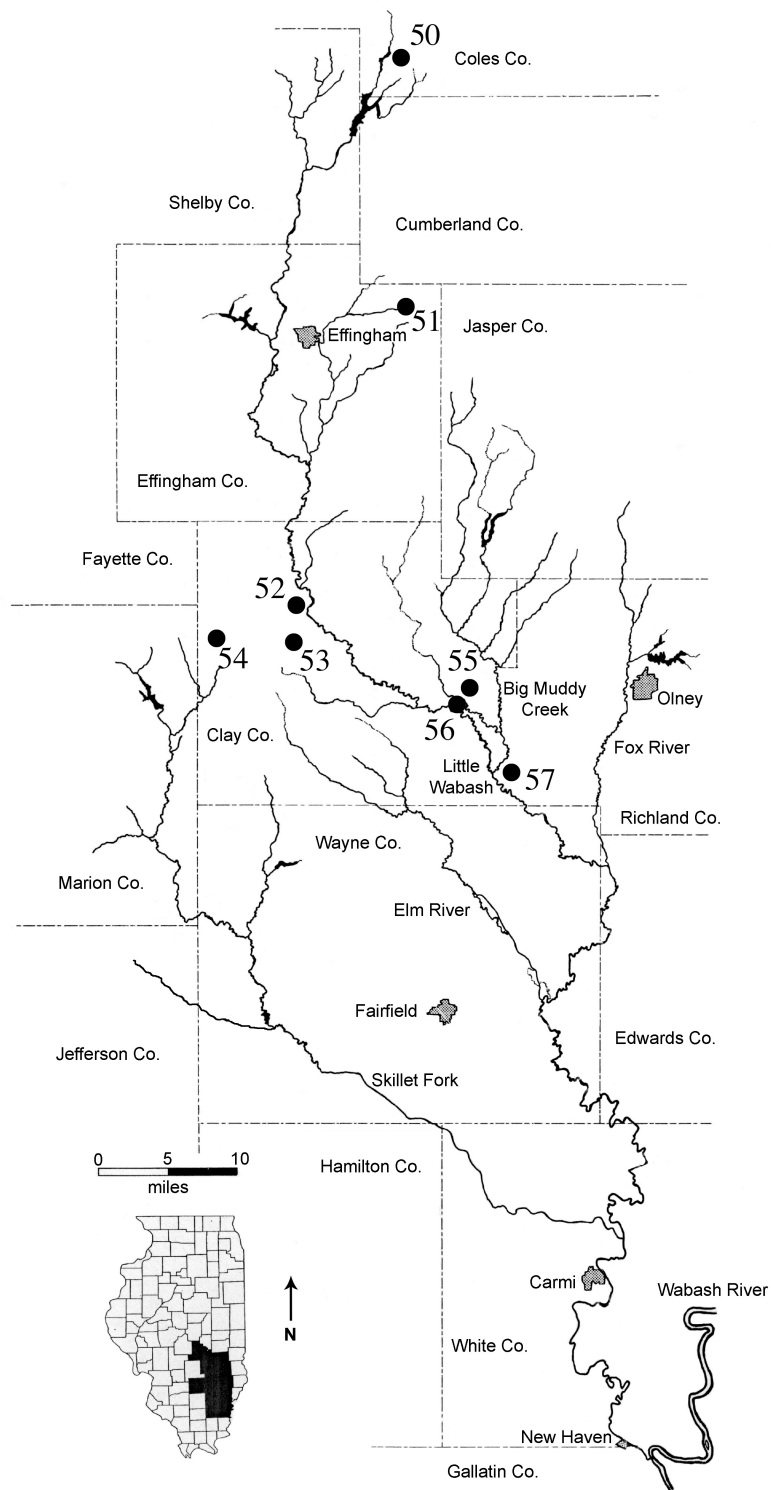 50
Coles Co.
Shelby Co.
Cumberland Co.
51
Effingham
Jasper Co.
Effingham Co.
Fayette Co.
52
54
53
55
Big Muddy
Creek
Olney
56
Clay Co.
Fox River
Little
Wabash
57
Richland Co.
Wayne Co.
Marion Co.
Elm River
Fairfield
Edwards Co.
Jefferson Co.
Skillet Fork
0 5 10
miles
Hamilton Co.
Carmi
Wabash River
N
White Co.
New Haven
Gallatin Co.